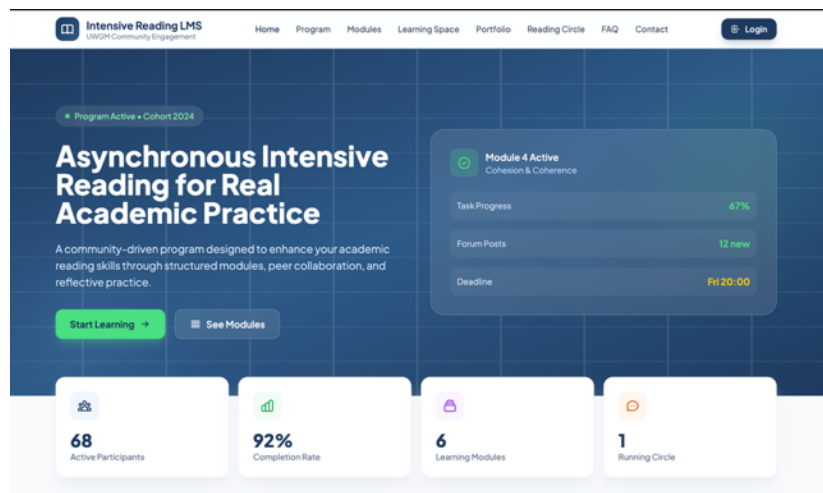 Intensive Reading LMS
UWGM Community Engagement
Home Program Modules Learning Space Portfolio Reading Circle FAQ Contact
Login
Program Active • Cohort 2024
Asynchronous Intensive
Reading for Real
Academic Practice
A community-driven program designed to enhance your academic
reading skills through structured modules, peer collaboration, and
reflective practice.
Start Learning →
See Modules
Module 4 Active
Cohesion & Coherence
Task Progress 67%
Forum Posts 12 new
Deadline Fri 20:00
68
Active Participants
92%
Completion Rate
6
Learning Modules
1
Running Circle